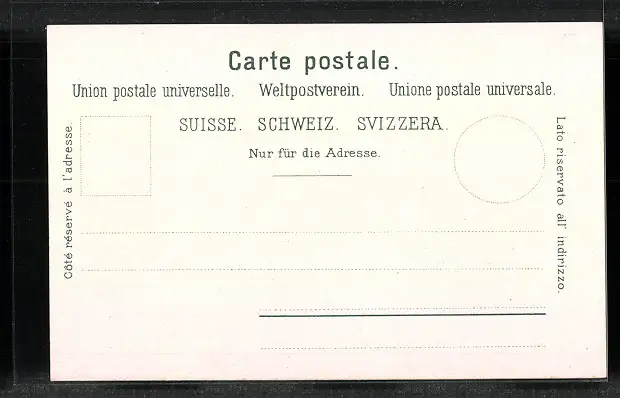 Carte postale.
Union postale universelle. Weltpostverein. Unione postale universale.
SUISSE. SCHWEIZ. SVIZZERA.
Nur für die Adresse.
Côté réservé à l'adresse.
Lato riservato all' indirizzo.